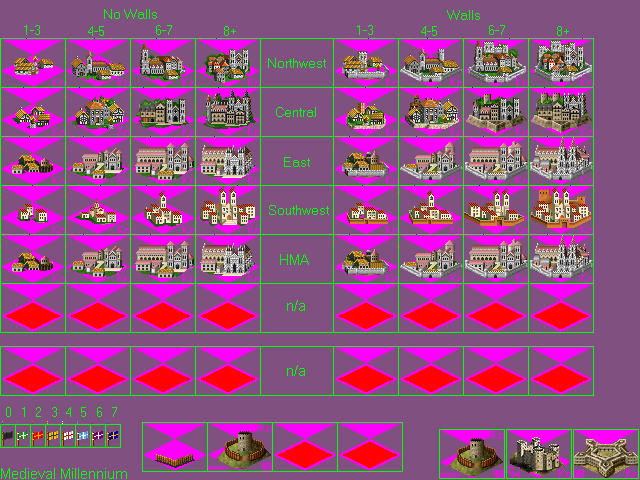 No Walls Walls
1-3 4-5 6-7 8+ 1-3 4-5 6-7 8+
Northwest
Central
East
Southwest
HMA
n/a
n/a
0 1 2 3 4 5 6 7
Medieval Millennium